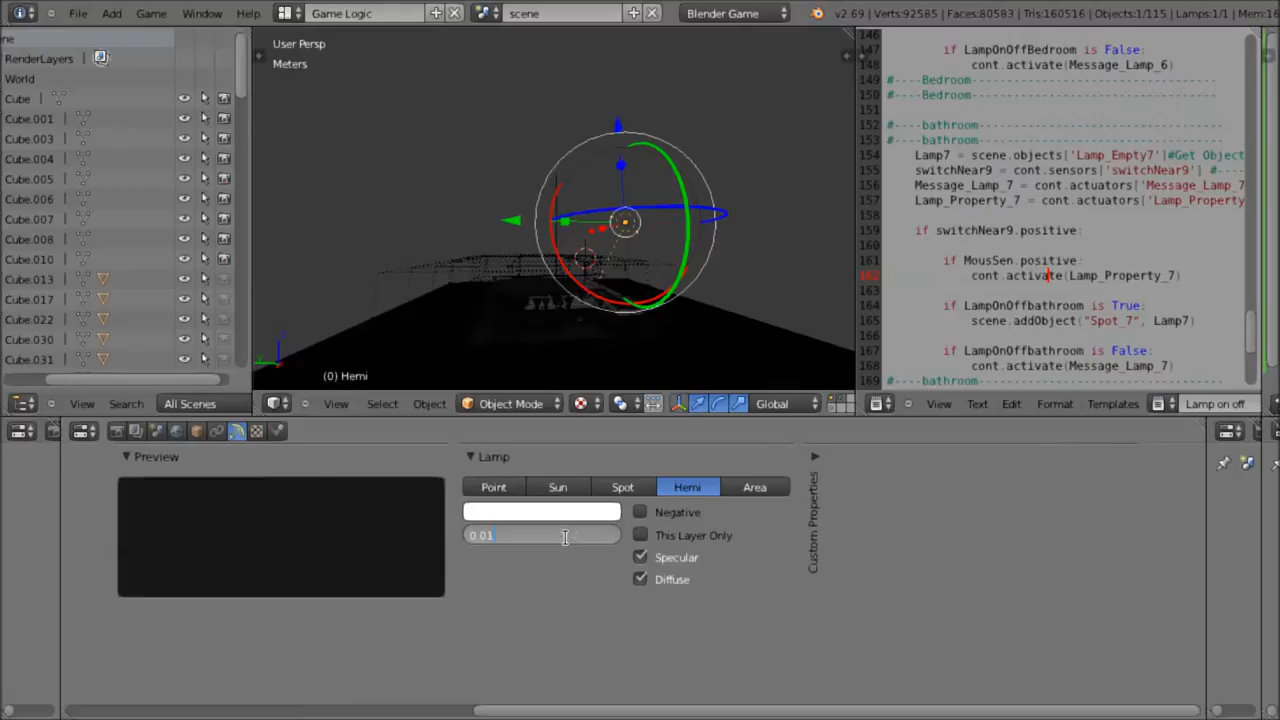 File Add Game Window Help Game Logic scene Blender Game v2.69 | Verts:92585 | Faces:80583 | Tris:160516 | Objects:1/115 | Lamps:1/1 |
RenderLayers |
World
Cube |
Cube.001 |
Cube.003 |
Cube.004 |
Cube.005 |
Cube.006 |
Cube.007 |
Cube.008 |
Cube.010 |
Cube.013 |
Cube.017 |
Cube.022 |
Cube.030 |
Cube.031 |
View Search All Scenes
User Persp
Meters
(0) Hemi
View Select Object Object Mode Global
146
147 if LampOnOffBedroom is False:
148 cont.activate(Message_Lamp_6)
149 #----Bedroom-----------------------------------
150 #----Bedroom-----------------------------------
151
152 #----bathroom-----------------------------------
153 #----bathroom-----------------------------------
154 Lamp7 = scene.objects['Lamp_Empty7']#Get Object
155 switchNear9 = cont.sensors['switchNear9'] #----
156 Message_Lamp_7 = cont.actuators['Message_Lamp_7
157 Lamp_Property_7 = cont.actuators['Lamp_Property
158
159 if switchNear9.positive:
160
161 if MousSen.positive:
162 cont.activate(Lamp_Property_7)
163
164 if LampOnOffbathroom is True:
165 scene.addObject("Spot_7", Lamp7)
166
167 if LampOnOffbathroom is False:
168 cont.activate(Message_Lamp_7)
169 #----bathroom-----------------------------------
View Text Edit Format Templates Lamp on off
Preview
Lamp
Point Sun Spot Hemi Area
Negative
0.01 This Layer Only
Specular
Diffuse
Custom Properties